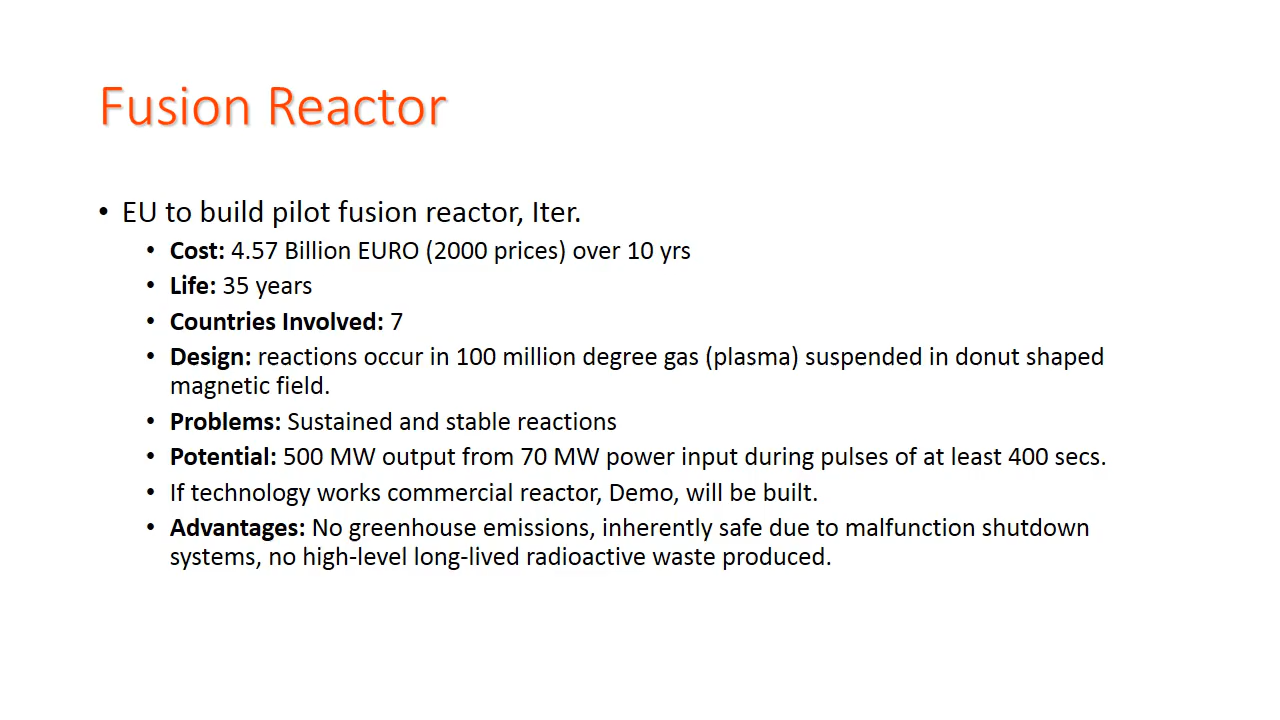 Fusion Reactor
• EU to build pilot fusion reactor, Iter.
• Cost: 4.57 Billion EURO (2000 prices) over 10 yrs
• Life: 35 years
• Countries Involved: 7
• Design: reactions occur in 100 million degree gas (plasma) suspended in donut shaped
magnetic field.
• Problems: Sustained and stable reactions
• Potential: 500 MW output from 70 MW power input during pulses of at least 400 secs.
• If technology works commercial reactor, Demo, will be built.
• Advantages: No greenhouse emissions, inherently safe due to malfunction shutdown
systems, no high-level long-lived radioactive waste produced.